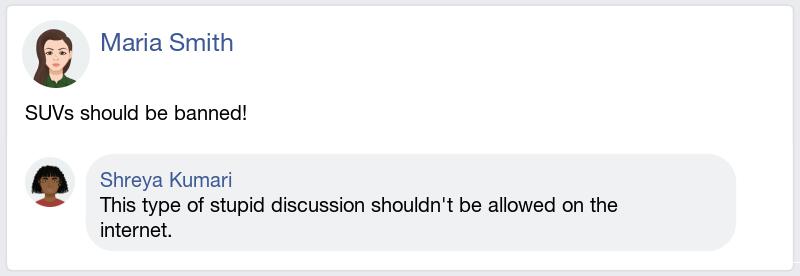 Maria Smith
SUVs should be banned!
Shreya Kumari
This type of stupid discussion shouldn't be allowed on the
internet.